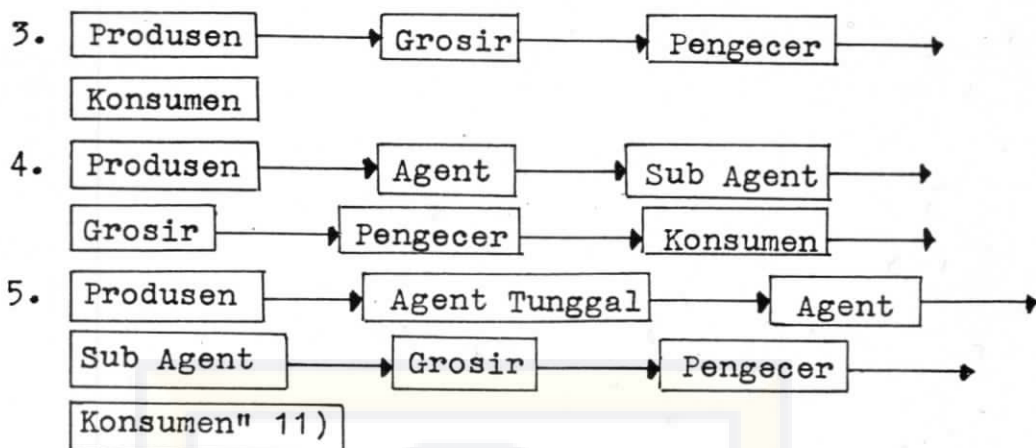 3. Produsen Grosir Pengecer
Konsumen
4. Produsen Agent Sub Agent
Grosir Pengecer Konsumen
5. Produsen Agent Tunggal Agent
Sub Agent Grosir Pengecer
Konsumen" 11)